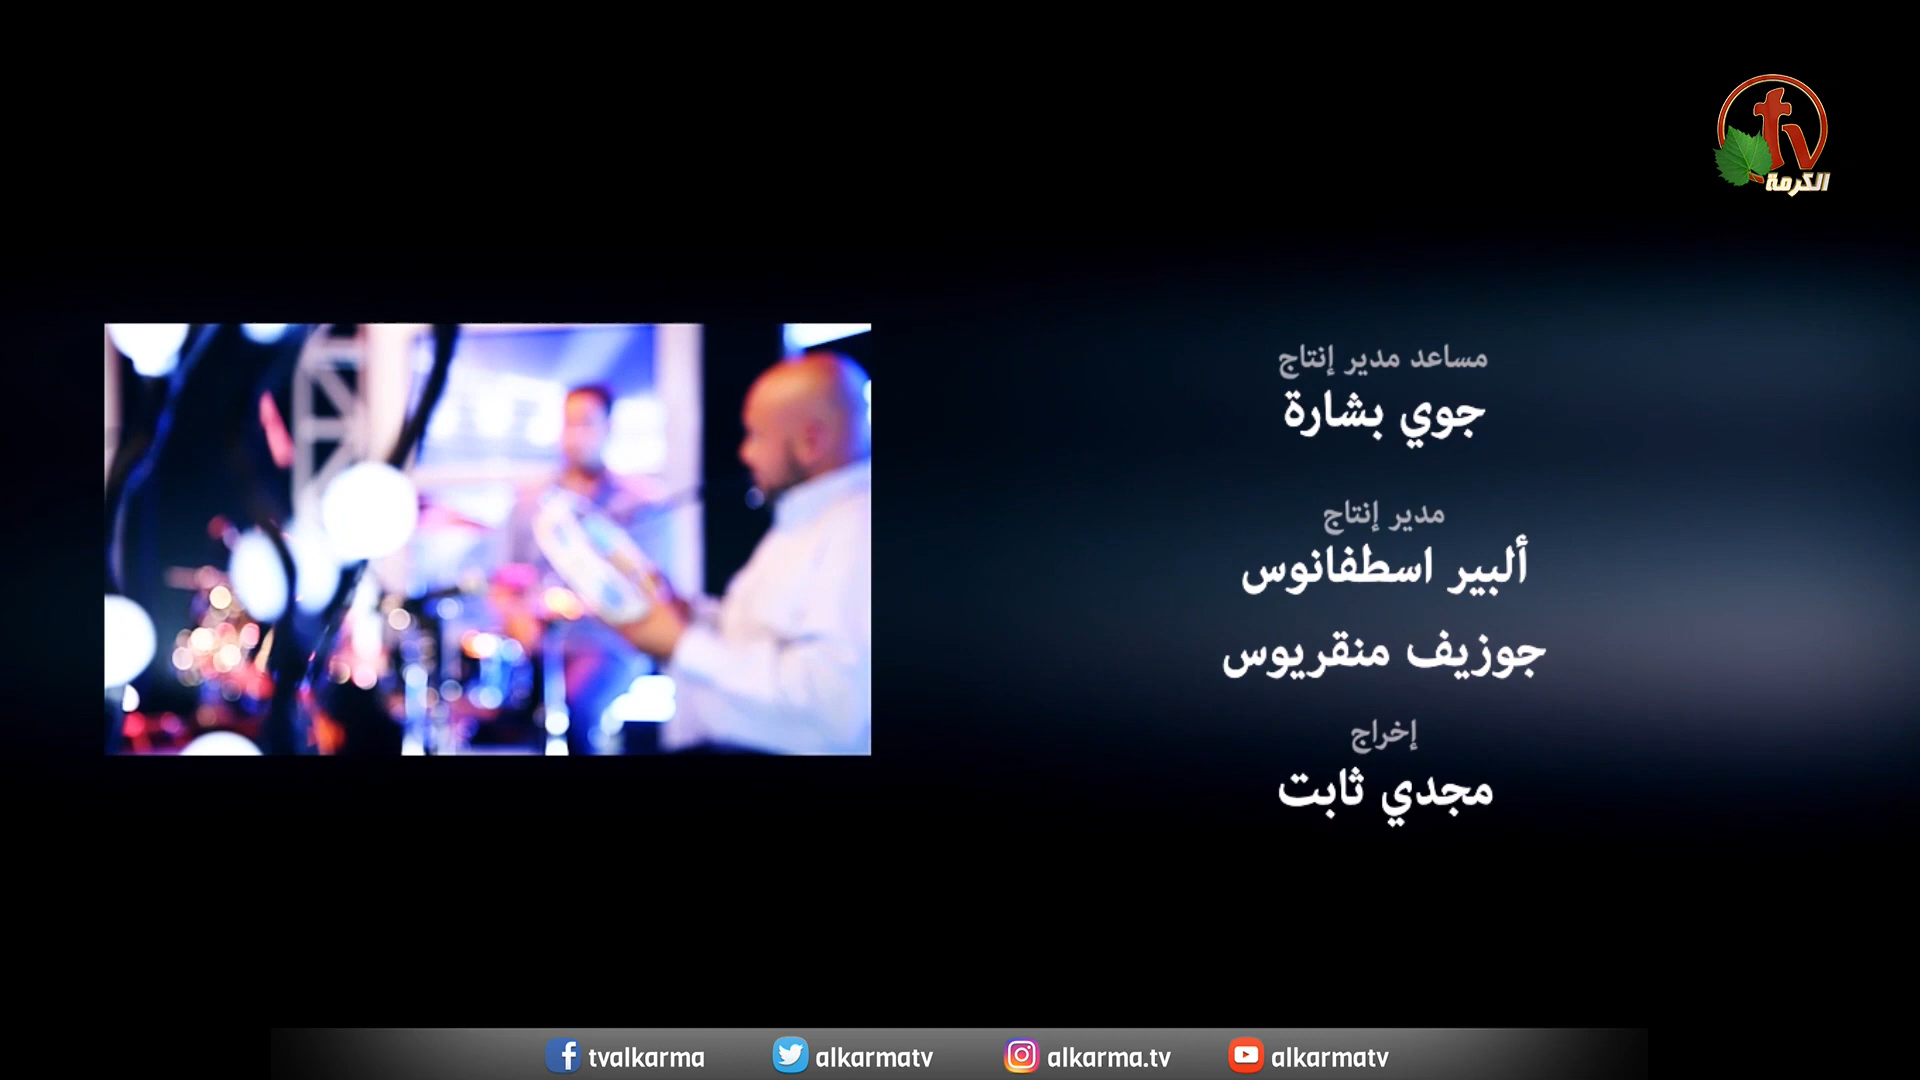 tv
الكرمة
مساعد مدير إنتاج
جوي بشارة
مدير إنتاج
ألبير اسطفانوس
جوزيف منقريوس
إخراج
مجدي ثابت
tvalkarma
alkarmatv
alkarma.tv
alkarmatv